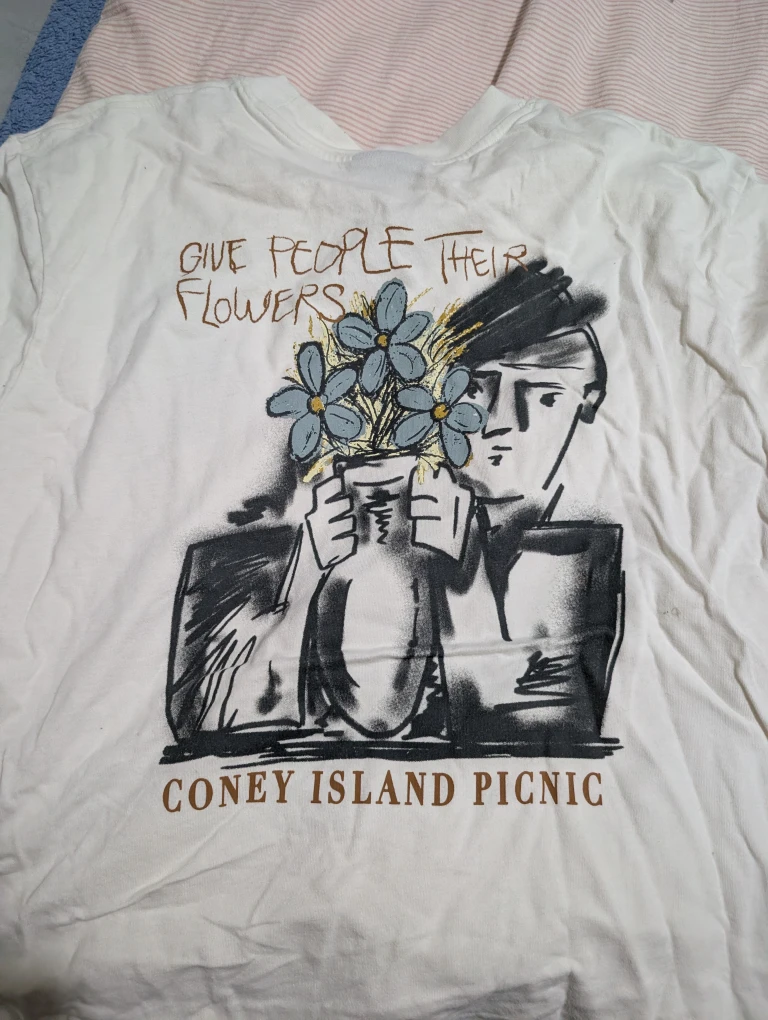 GIVE PEOPLE THEIR
FLOWERS
CONEY ISLAND PICNIC